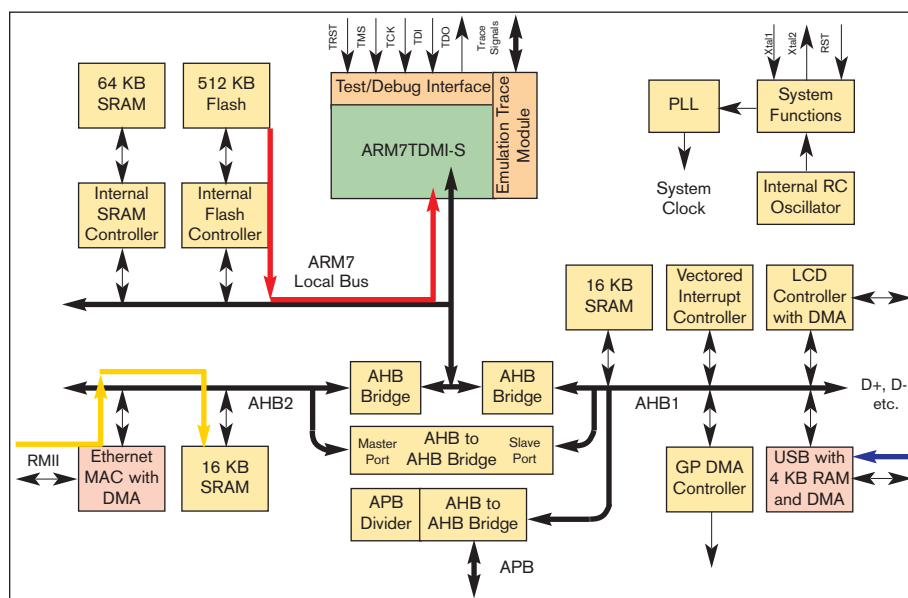 TRST
TMS
TCK
TDI
TDO
Trace
Signals
Xtal1
Xtal2
RST
64 KB
SRAM
512 KB
Flash
Test/Debug Interface
ARM7TDMI-S
Emulation Trace
Module
PLL
System
Functions
System
Clock
Internal RC
Oscillator
Internal
SRAM
Controller
Internal
Flash
Controller
ARM7
Local Bus
16 KB
SRAM
Vectored
Interrupt
Controller
LCD
Controller
with DMA
AHB2
AHB
Bridge
AHB
Bridge
AHB1
D+, D-
etc.
RMII
Ethernet
MAC with
DMA
16 KB
SRAM
Master
Port
AHB to
AHB Bridge
Slave
Port
GP DMA
Controller
USB with
4 KB RAM
and DMA
APB
Divider
AHB to
AHB Bridge
APB